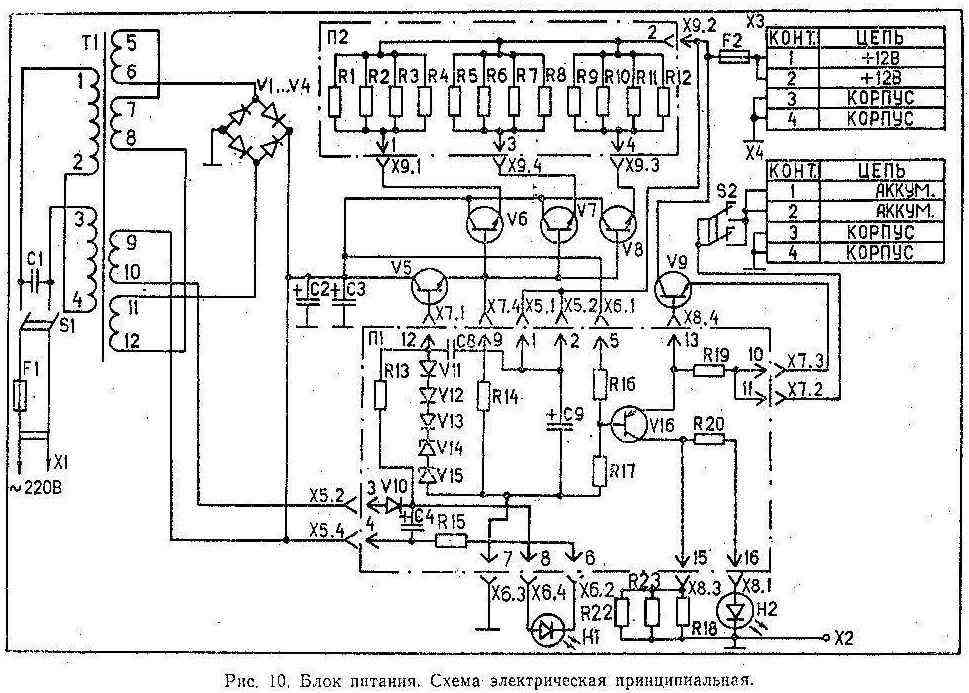 T1
5
6
7
8
1
2
3
4
9
10
11
12
V1...V4
C1
S1
F1
X1
~220В
П2
2
X9.2
R1 R2 R3 R4 R5 R6 R7 R8 R9 R10 R11 R12
1 3 4
X9.1 X9.4 X9.3
F2
X3
КОНТ. ЦЕПЬ
1 +12В
2 +12В
3 КОРПУС
4 КОРПУС
X4
КОНТ. ЦЕПЬ
1 АККУМ.
2 АККУМ.
3 КОРПУС
4 КОРПУС
S2
V6 V7 V8
V5 V9
+C2 +C3
X7.1 X7.4 X5.1 X5.2 X6.1 X8.4
П1
12 C8 9 1 2 5 13
R13
V11
V12
V13
V14
V15
R14
+C9
R16
R17
V16
R19
10 X7.3
11 X7.2
R20
X5.2 3 V10
X5.4 4 +C4 R15
7 8 6 15 16
X6.3 X6.4 X6.2 X8.3 X8.1
H1
R22 R23 R18
H2
X2
Рис. 10. Блок питания. Схема электрическая принципиальная.